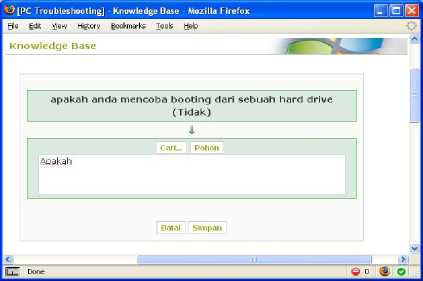 [PC Troubleshooting] - Knowledge Base - Mozilla Firefox
File Edit View History Bookmarks Tools Help
Knowledge Base
apakah anda mencoba booting dari sebuah hard drive
(Tidak)
Cari... Pohon
Apakah
Batal Simpan
Done 0